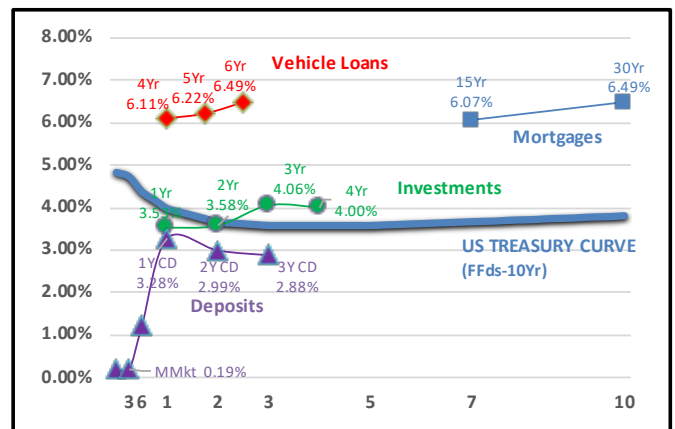 8.00%
7.00%
6.00%
5.00%
4.00%
3.00%
2.00%
1.00%
0.00%
4Yr
6.11%
5Yr
6.22%
6Yr
6.49%
Vehicle Loans
15Yr
6.07%
30Yr
6.49%
Mortgages
1Yr
2Yr
3.58%
3Yr
4.06%
4Yr
4.00%
Investments
US TREASURY CURVE
(FFds-10Yr)
1Y CD
3.28%
2Y CD
2.99%
3Y CD
2.88%
Deposits
MMkt 0.19%
3 6 1 2 3 5 7 10